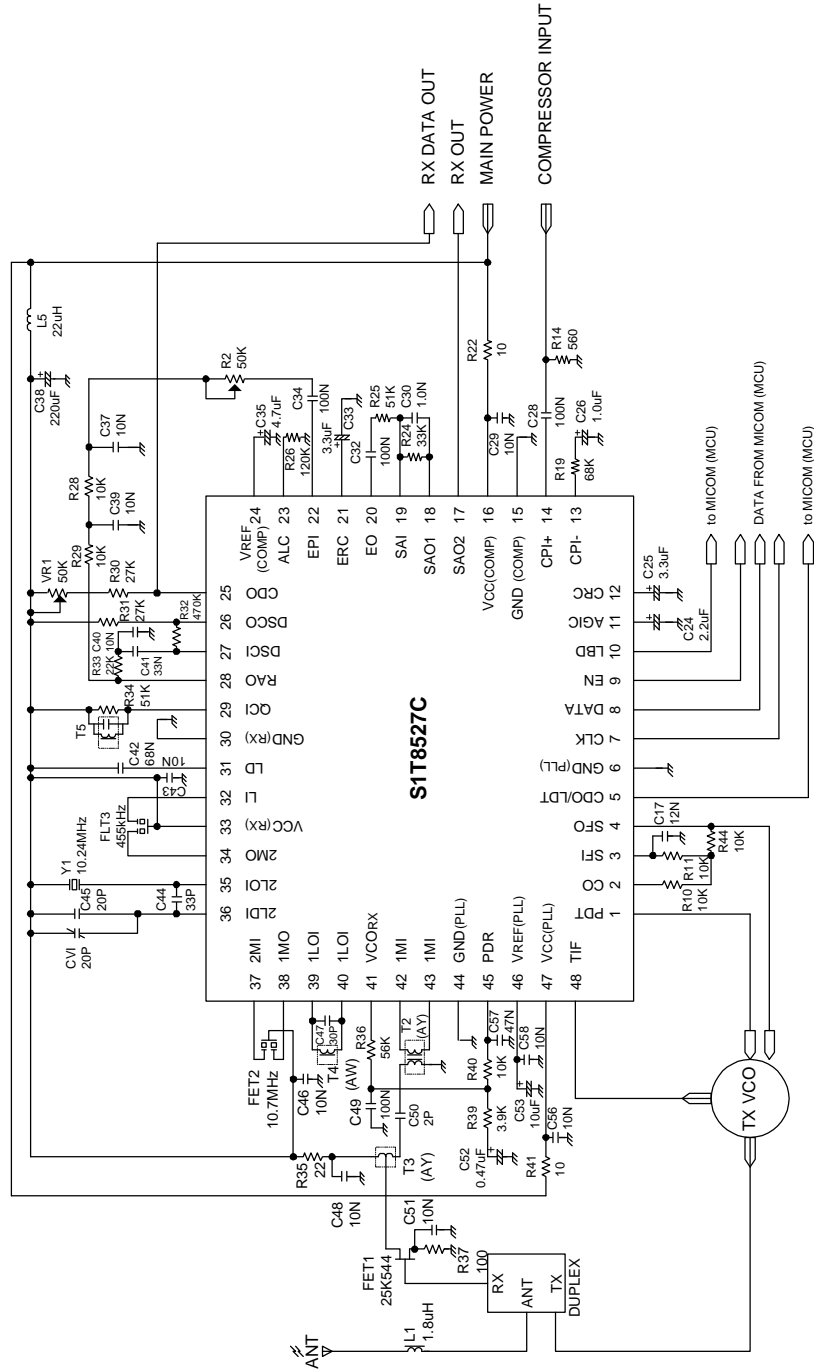 ANT
L1
1.8uH
DUPLEX
RX
ANT
TX
FET1
25K544
R37
100
C51
10N
C48
10N
R35
22
T3
(AY)
C50
2P
C49
100N
R36
56K
C46
10N
FET2
10.7MHz
C47
30P
T4
(AW)
T2
(AY)
R39
3.9K
R40
10K
C57
47N
C52
0.47uF
+
C53
10uF
+
C58
10N
R41
10
C56
10N
TX VCO
37 2MI
38 1MO
39 1LOI
40 1LOI
41 VCORX
42 1MI
43 1MI
44 GND(PLL)
45 PDR
46 VREF(PLL)
47 VCC(PLL)
48 TIF
S1T8527C
36 2LDI
35 2LOI
34 2MO
33 VCC(RX)
32 LI
31 LD
30 GND(RX)
29 QCI
28 RAO
27 DSCI
26 DSCO
25 CDO
CVI
20P
C45
20P
Y1
10.24MHz
C44
33P
FLT3
455kHz
C43
10N
C42
68N
T5
R34
51K
R33
22K
C40
10N
C41
33N
R32
470K
R31
27K
R30
27K
VR1
50K
R29
10K
C39
10N
R28
10K
C37
10N
C38
220uF
+
L5
22uH
R2
50K
C34
100N
24 VREF
(COMP)
23 ALC
22 EPI
21 ERC
20 EO
19 SAI
18 SAO1
17 SAO2
16 VCC(COMP)
15 GND (COMP)
14 CPI+
13 CPI-
C35
4.7uF
+
R26
120K
C33
3.3uF
+
C32
100N
R25
51K
R24
33K
C30
1.0N
C29
10N
R22
10
C28
100N
R14
560
R19
68K
C26
1.0uF
+
RX DATA OUT
RX OUT
MAIN POWER
COMPRESSOR INPUT
1 PDT
2 CO
3 SFI
4 SFO
5 CDO/LDT
6 GND(PLL)
7 CLK
8 DATA
9 EN
10 LBD
11 AGIC
12 CRC
R10
10K
R11
10K
R44
10K
C17
12N
C24
2.2uF
+
C25
3.3uF
+
to MICOM (MCU)
DATA FROM MICOM (MCU)
to MICOM (MCU)